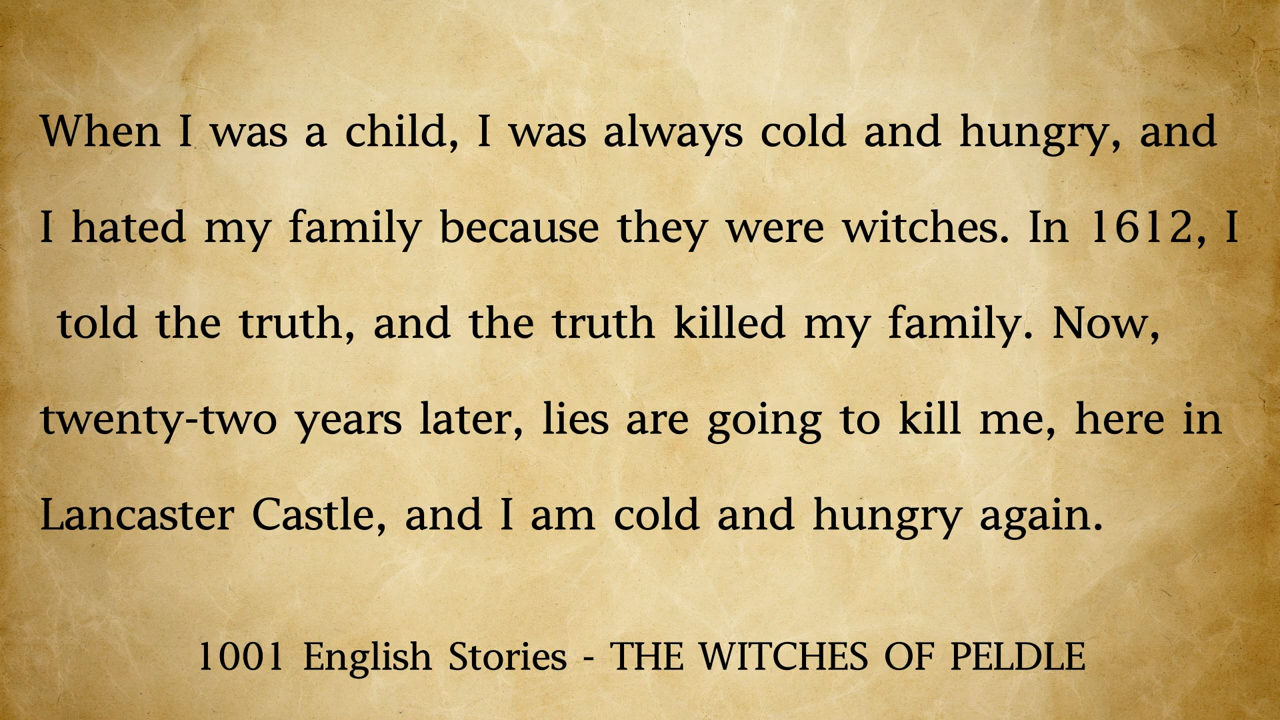 When I was a child, I was always cold and hungry, and
I hated my family because they were witches. In 1612, I
told the truth, and the truth killed my family. Now,
twenty-two years later, lies are going to kill me, here in
Lancaster Castle, and I am cold and hungry again.
1001 English Stories - THE WITCHES OF PELDLE